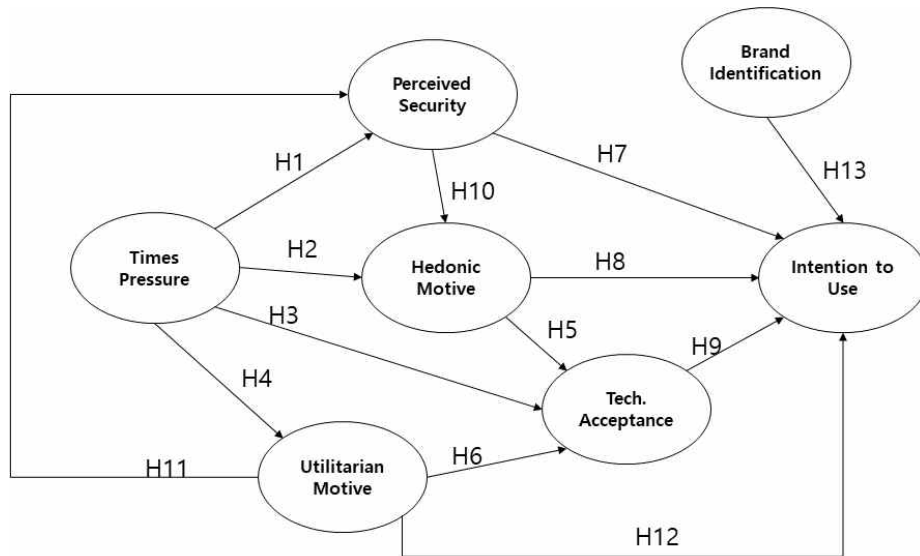 Brand
Identification
Perceived
Security
H1
H7
H13
H10
Times
Pressure
H2
Hedonic
Motive
H8
Intention to
Use
H3
H5
H9
H4
Tech.
Acceptance
H11
Utilitarian
Motive
H6
H12